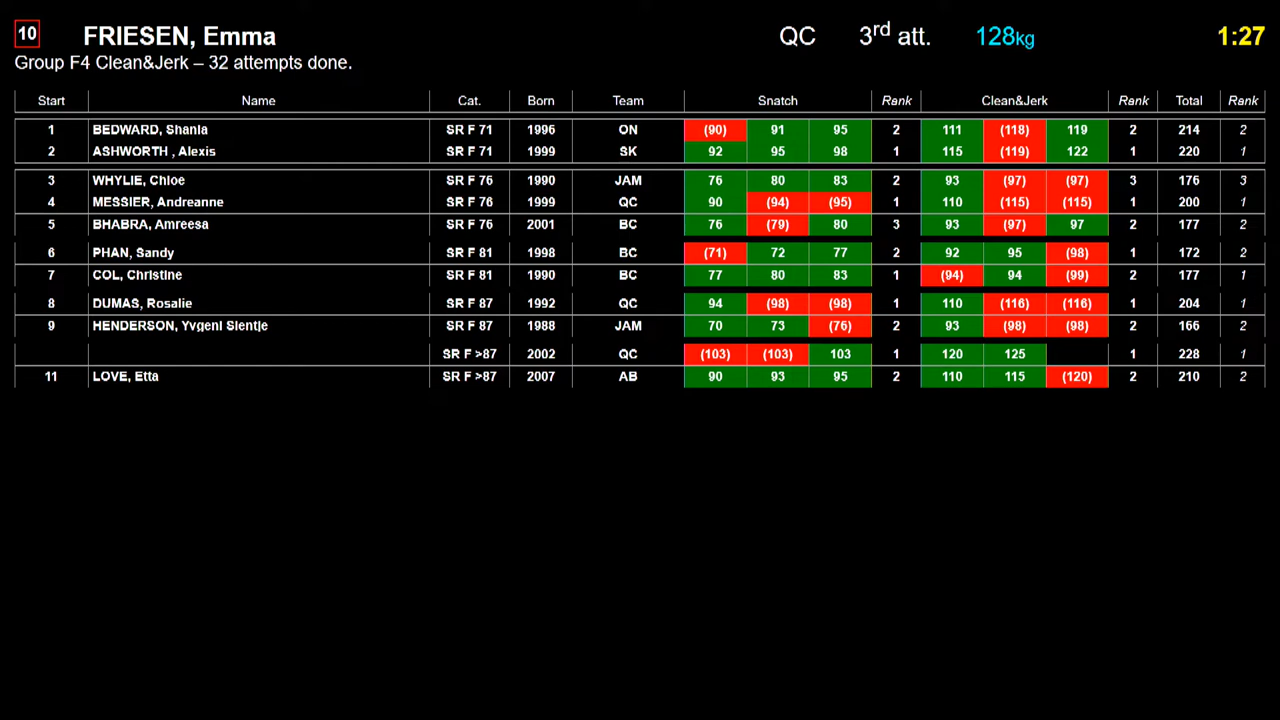 10 FRIESEN, Emma QC 3rd att. 128kg 1:27
Group F4 Clean&Jerk – 32 attempts done.
Start Name Cat. Born Team Snatch Rank Clean&Jerk Rank Total Rank
1 BEDWARD, Shania SR F 71 1996 ON (90) 91 95 2 111 (118) 119 2 214 2
2 ASHWORTH , Alexis SR F 71 1999 SK 92 95 98 1 115 (119) 122 1 220 1
3 WHYLIE, Chloe SR F 76 1990 JAM 76 80 83 2 93 (97) (97) 3 176 3
4 MESSIER, Andreanne SR F 76 1999 QC 90 (94) (95) 1 110 (115) (115) 1 200 1
5 BHABRA, Amreesa SR F 76 2001 BC 76 (79) 80 3 93 (97) 97 2 177 2
6 PHAN, Sandy SR F 81 1998 BC (71) 72 77 2 92 95 (98) 1 172 2
7 COL, Christine SR F 81 1990 BC 77 80 83 1 (94) 94 (99) 2 177 1
8 DUMAS, Rosalie SR F 87 1992 QC 94 (98) (98) 1 110 (116) (116) 1 204 1
9 HENDERSON, Yvgeni Sientje SR F 87 1988 JAM 70 73 (76) 2 93 (98) (98) 2 166 2
SR F >87 2002 QC (103) (103) 103 1 120 125 1 228 1
11 LOVE, Etta SR F >87 2007 AB 90 93 95 2 110 115 (120) 2 210 2